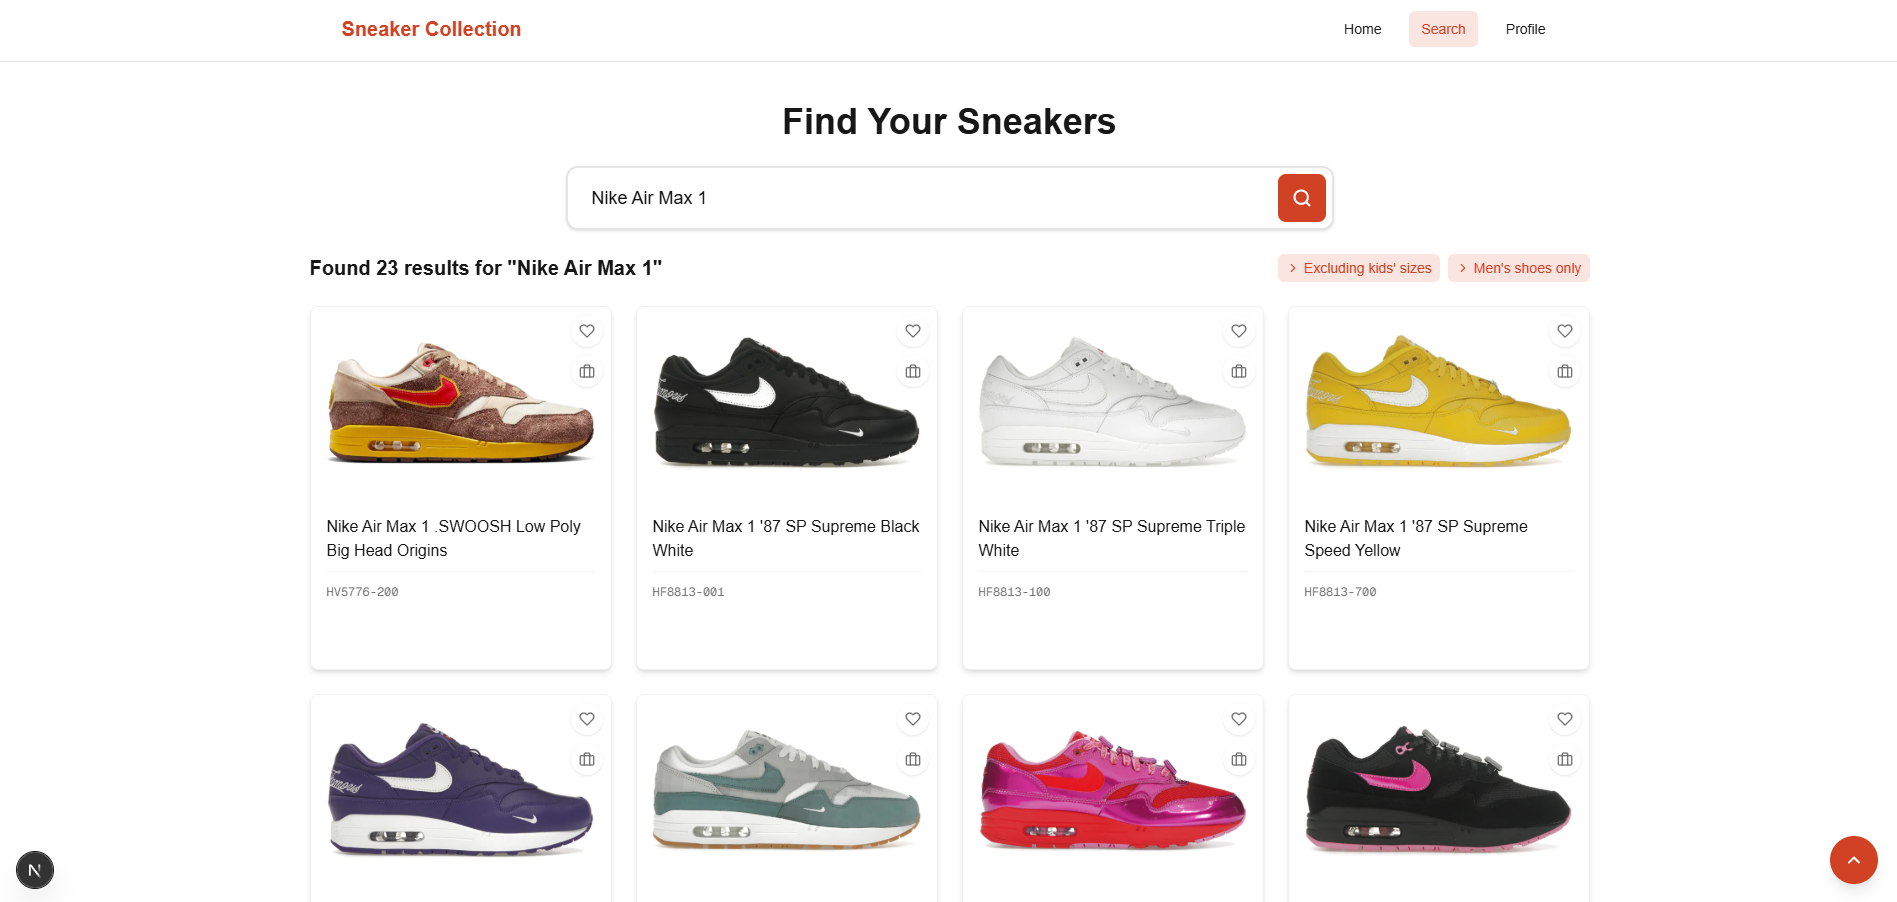 Sneaker Collection
Home
Search
Profile
Find Your Sneakers
Nike Air Max 1
Found 23 results for "Nike Air Max 1"
Excluding kids' sizes
Men's shoes only
Nike Air Max 1 .SWOOSH Low Poly
Big Head Origins
HV5776-200
Nike Air Max 1 '87 SP Supreme Black
White
HF8813-001
Nike Air Max 1 '87 SP Supreme Triple
White
HF8813-100
Nike Air Max 1 '87 SP Supreme
Speed Yellow
HF8813-700
N